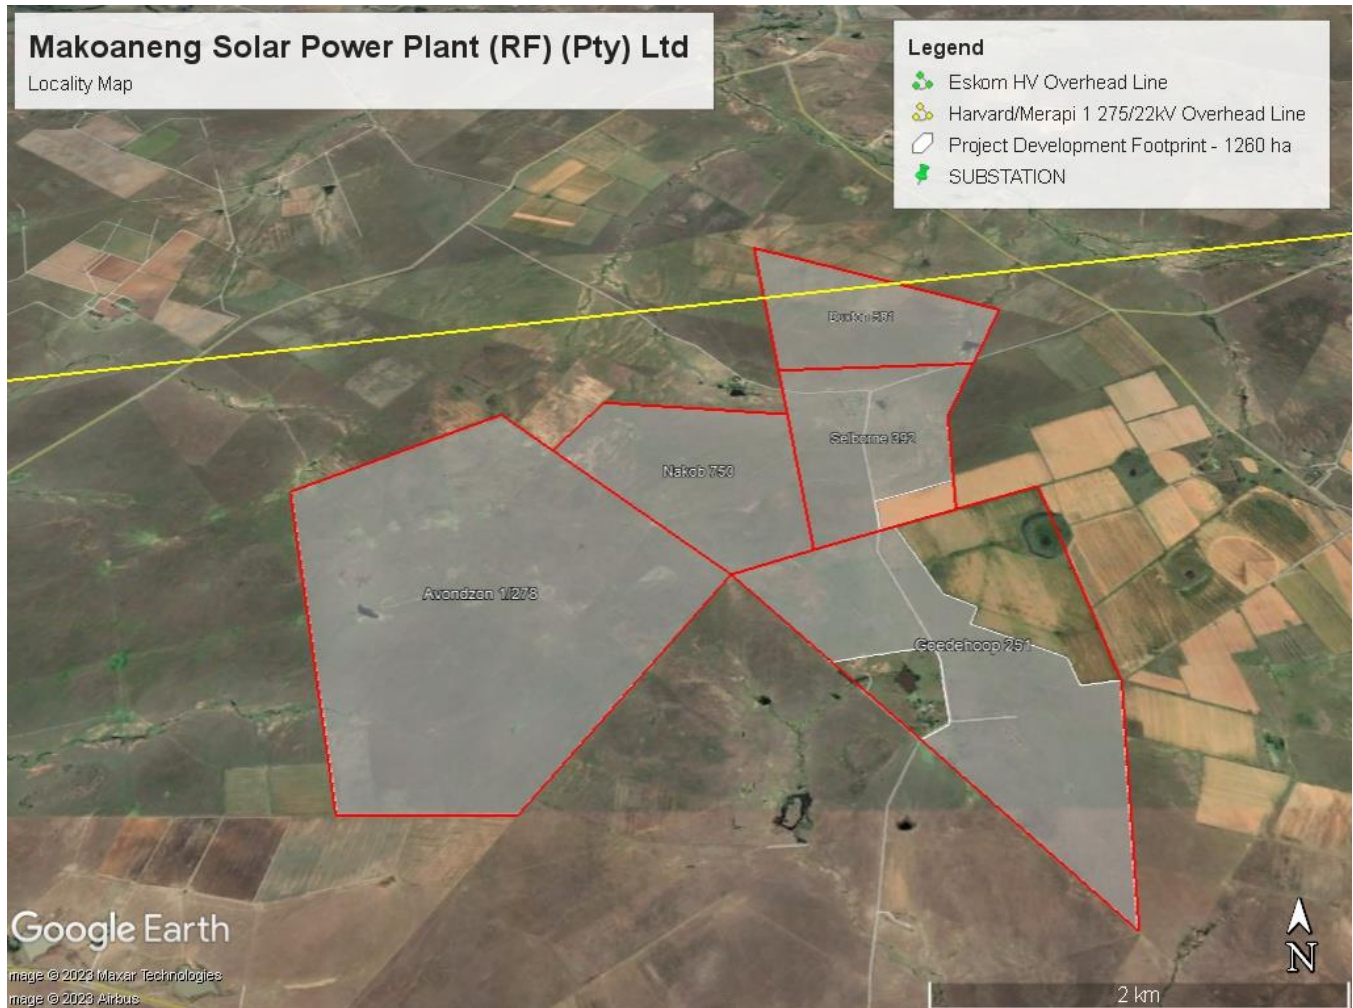 Makoaneng Solar Power Plant (RF) (Pty) Ltd
Locality Map
Legend
Eskom HV Overhead Line
Harvard/Merapi 1 275/22kV Overhead Line
Project Development Footprint - 1260 ha
SUBSTATION
Selborne 392
Nakob 753
Avondzon 1/278
Goedehoop 251
Google Earth
mage © 2023 Maxar Technologies
mage © 2023 Airbus
2 km
N